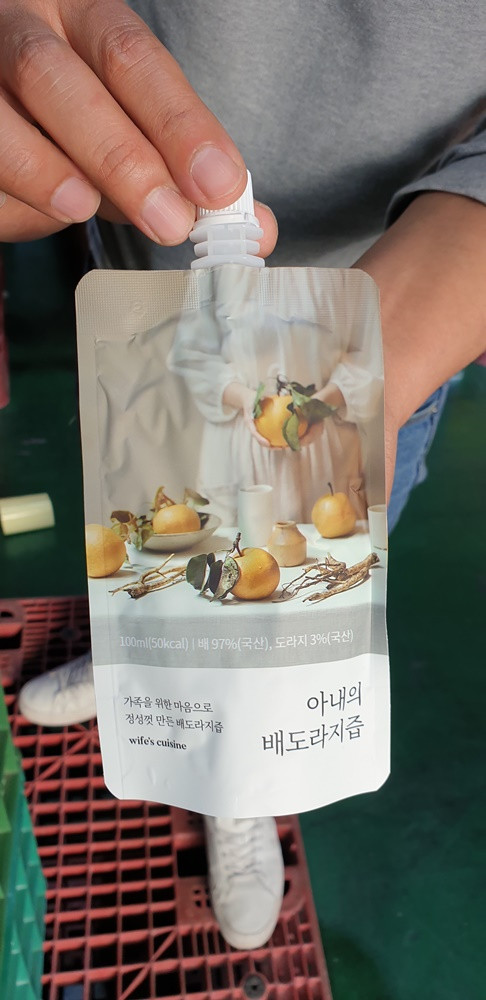 100ml(50kcal) | 배 97%(국산), 도라지 3%(국산)
가족을 위한 마음으로
정성껏 만든 배도라지즙
wife's cuisine
아내의
배도라지즙